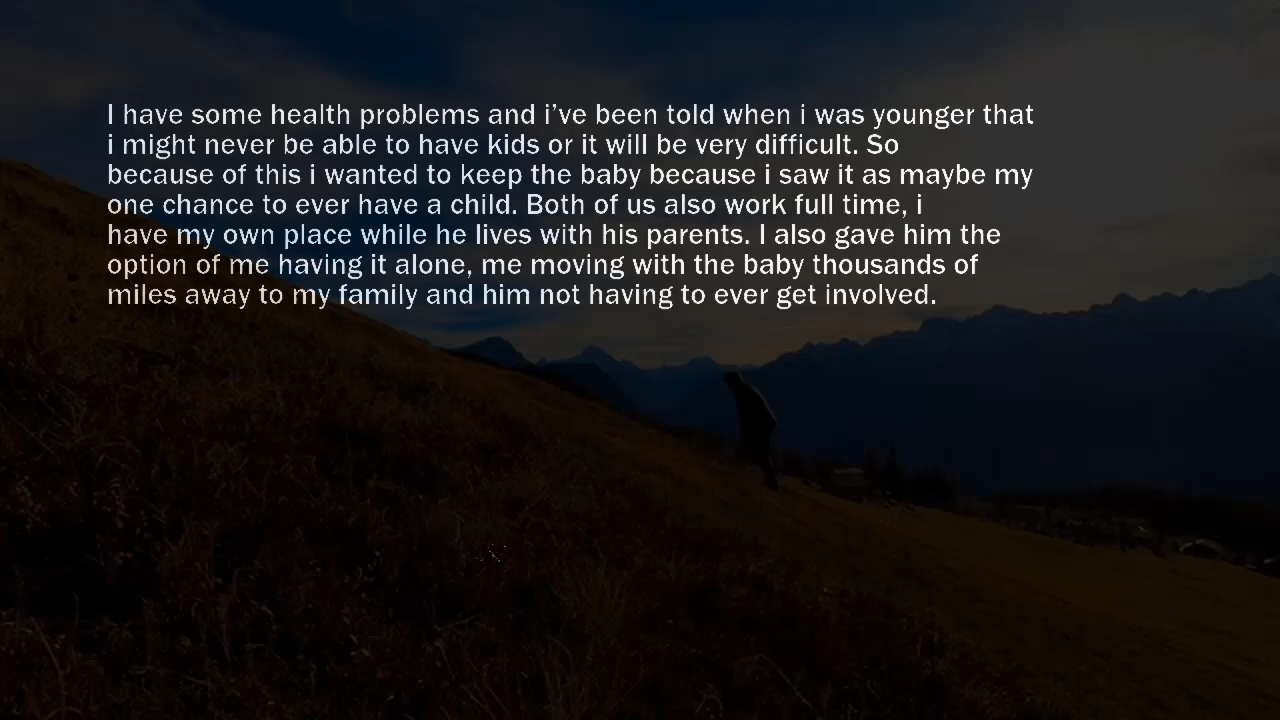 I have some health problems and i've been told when i was younger that
i might never be able to have kids or it will be very difficult. So
because of this i wanted to keep the baby because i saw it as maybe my
one chance to ever have a child. Both of us also work full time, i
have my own place while he lives with his parents. I also gave him the
option of me having it alone, me moving with the baby thousands of
miles away to my family and him not having to ever get involved.